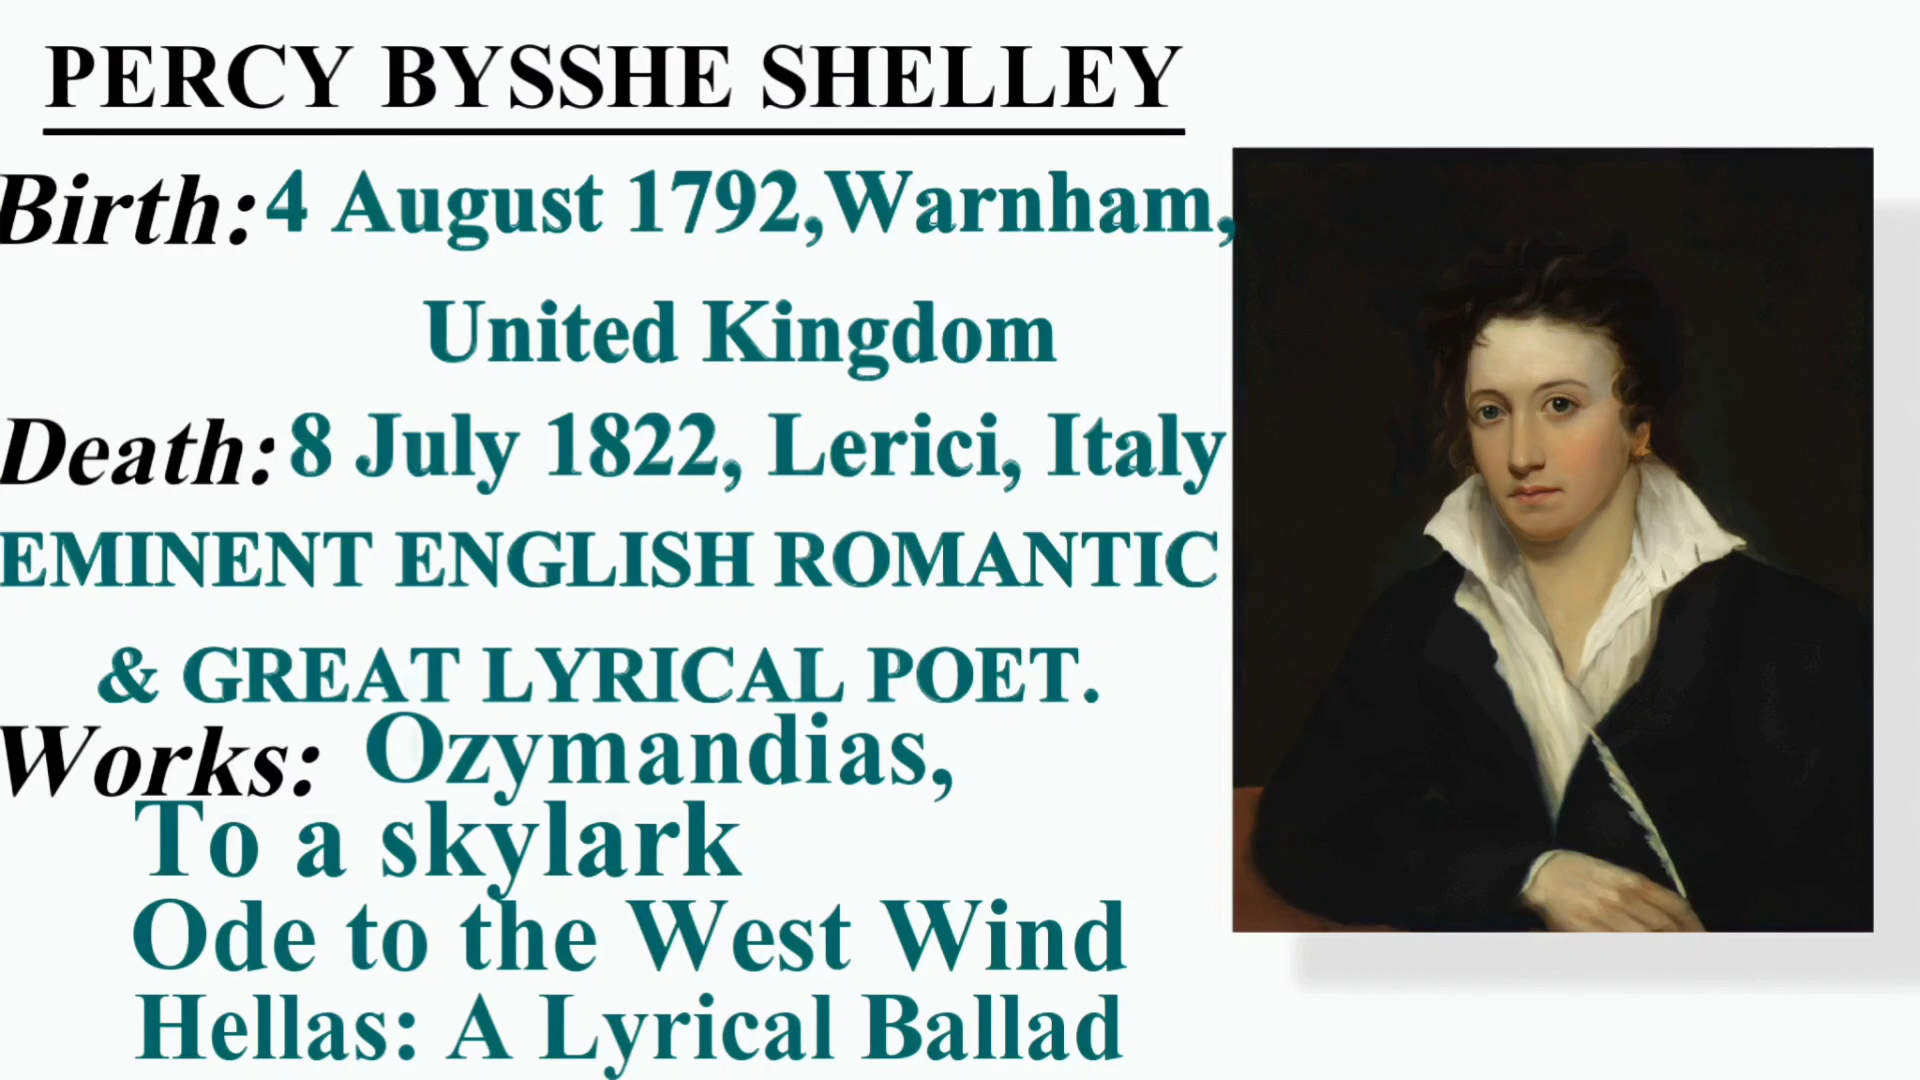 PERCY BYSSHE SHELLEY
Birth: 4 August 1792,Warnham,
United Kingdom
Death: 8 July 1822, Lerici, Italy
EMINENT ENGLISH ROMANTIC
& GREAT LYRICAL POET.
Works: Ozymandias,
To a skylark
Ode to the West Wind
Hellas: A Lyrical Ballad